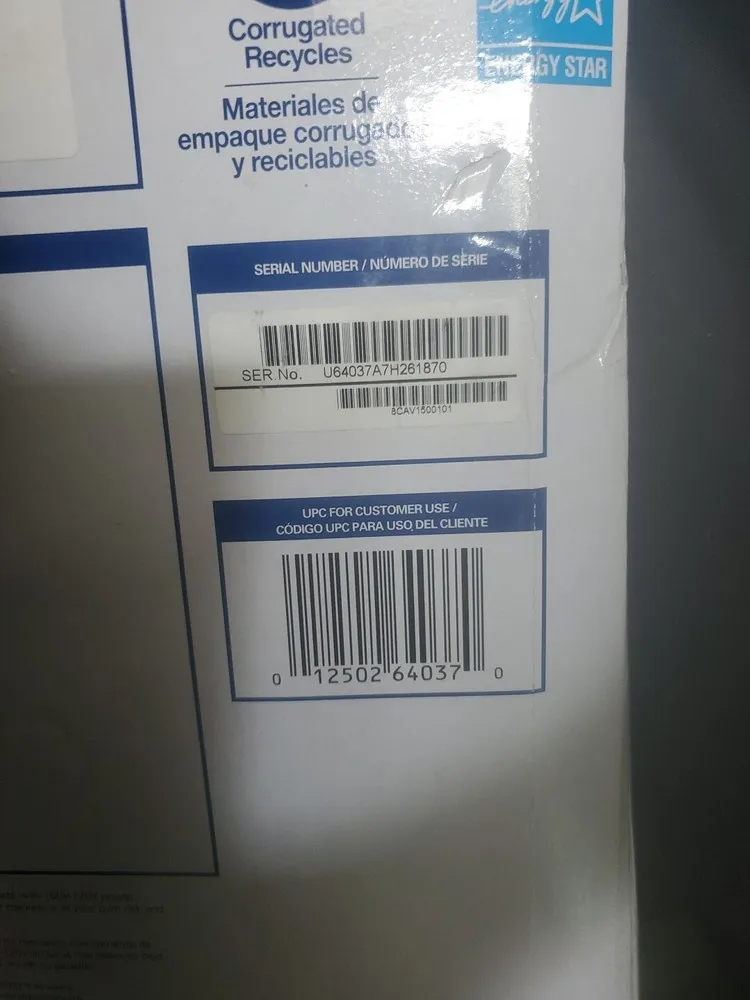 Corrugated
Recycles
Materiales de
empaque corrugado
y reciclables
energy
ENERGY STAR
SERIAL NUMBER / NÚMERO DE SERIE
SER.No. U64037A7H261870
8CAV1500101
UPC FOR CUSTOMER USE /
CÓDIGO UPC PARA USO DEL CLIENTE
0 12502 64037 0